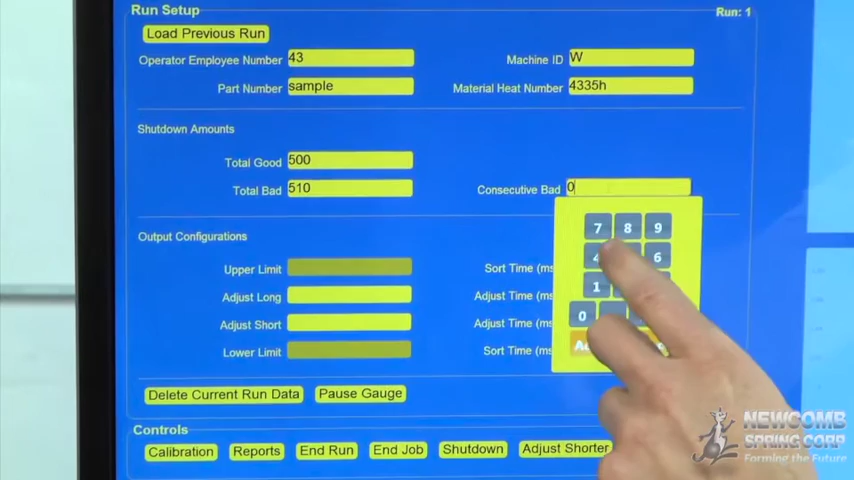 Run Setup
Run: 1
Load Previous Run
Operator Employee Number 43
Machine ID W
Part Number sample
Material Heat Number 4335h
Shutdown Amounts
Total Good 500
Total Bad 510
Consecutive Bad 0
7 8 9
4 6
1
0
Output Configurations
Upper Limit
Sort Time (ms
Adjust Long
Adjust Time (ms
Adjust Short
Adjust Time (ms
Lower Limit
Sort Time (ms
Delete Current Run Data
Pause Gauge
Controls
Calibration
Reports
End Run
End Job
Shutdown
Adjust Shorter
NEWCOMB
SPRING CORP
Forming the Future